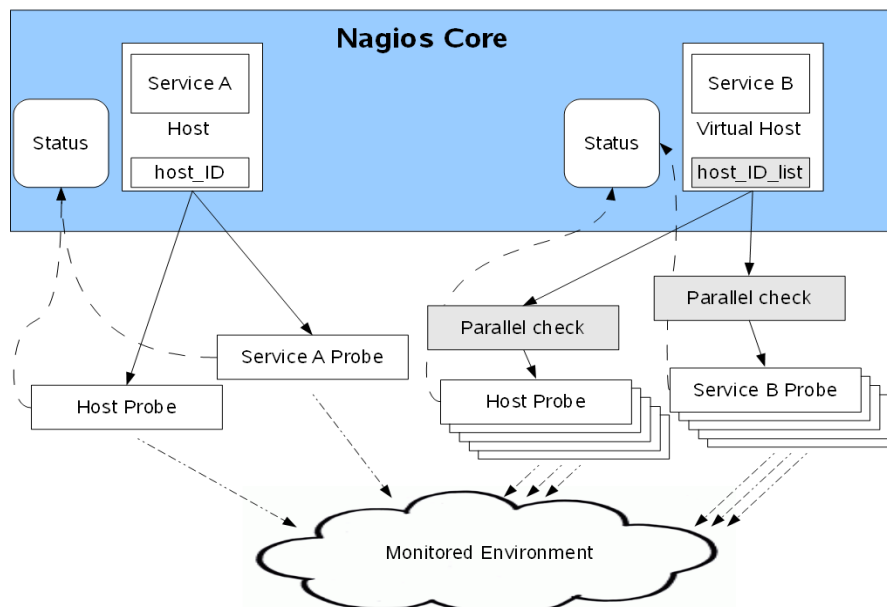 Nagios Core
Service A
Host
host_ID
Status
Service B
Virtual Host
host_ID_list
Status
Parallel check
Parallel check
Service A Probe
Host Probe
Host Probe
Service B Probe
Monitored Environment